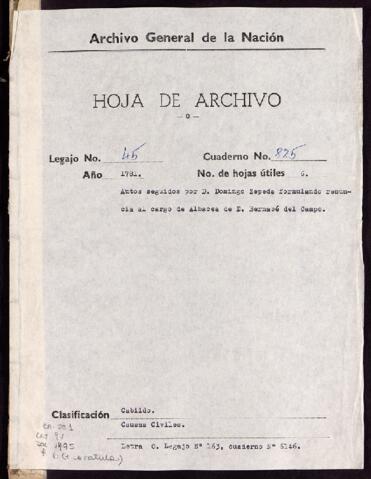 Archivo General de la Nación
HOJA DE ARCHIVO
-o-
Legajo No. 45 Cuaderno No. 825
Año 1781. No. de hojas útiles 6.
Autos seguidos por D. Domingo Espeda formulando renun-
cia al cargo de Albacea de D. Bernabé del Campo.
Clasificación Cabildo.
Causas Civiles.
Letra O. Legajo Nº 163, cuaderno Nº 5146.